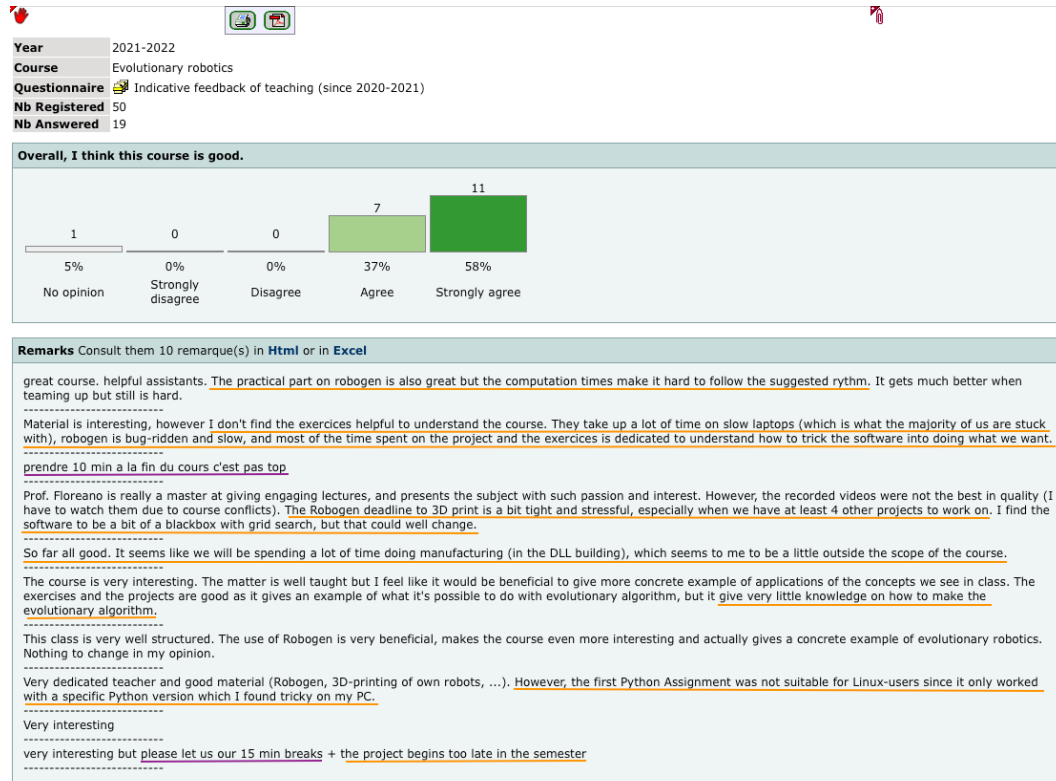 Year 2021-2022
Course Evolutionary robotics
Questionnaire Indicative feedback of teaching (since 2020-2021)
Nb Registered 50
Nb Answered 19
Overall, I think this course is good.
1 0 0 7 11
5% 0% 0% 37% 58%
No opinion Strongly disagree Disagree Agree Strongly agree
Remarks Consult them 10 remarque(s) in Html or in Excel
great course. helpful assistants. The practical part on robogen is also great but the computation times make it hard to follow the suggested rythm. It gets much better when
teaming up but still is hard.
---------------------------
Material is interesting, however I don't find the exercices helpful to understand the course. They take up a lot of time on slow laptops (which is what the majority of us are stuck
with), robogen is bug-ridden and slow, and most of the time spent on the project and the exercices is dedicated to understand how to trick the software into doing what we want.
---------------------------
prendre 10 min a la fin du cours c'est pas top
---------------------------
Prof. Floreano is really a master at giving engaging lectures, and presents the subject with such passion and interest. However, the recorded videos were not the best in quality (I
have to watch them due to course conflicts). The Robogen deadline to 3D print is a bit tight and stressful, especially when we have at least 4 other projects to work on. I find the
software to be a bit of a blackbox with grid search, but that could well change.
---------------------------
So far all good. It seems like we will be spending a lot of time doing manufacturing (in the DLL building), which seems to me to be a little outside the scope of the course.
---------------------------
The course is very interesting. The matter is well taught but I feel like it would be beneficial to give more concrete example of applications of the concepts we see in class. The
exercises and the projects are good as it gives an example of what it's possible to do with evolutionary algorithm, but it give very little knowledge on how to make the
evolutionary algorithm.
---------------------------
This class is very well structured. The use of Robogen is very beneficial, makes the course even more interesting and actually gives a concrete example of evolutionary robotics.
Nothing to change in my opinion.
---------------------------
Very dedicated teacher and good material (Robogen, 3D-printing of own robots, ...). However, the first Python Assignment was not suitable for Linux-users since it only worked
with a specific Python version which I found tricky on my PC.
---------------------------
Very interesting
---------------------------
very interesting but please let us our 15 min breaks + the project begins too late in the semester
---------------------------